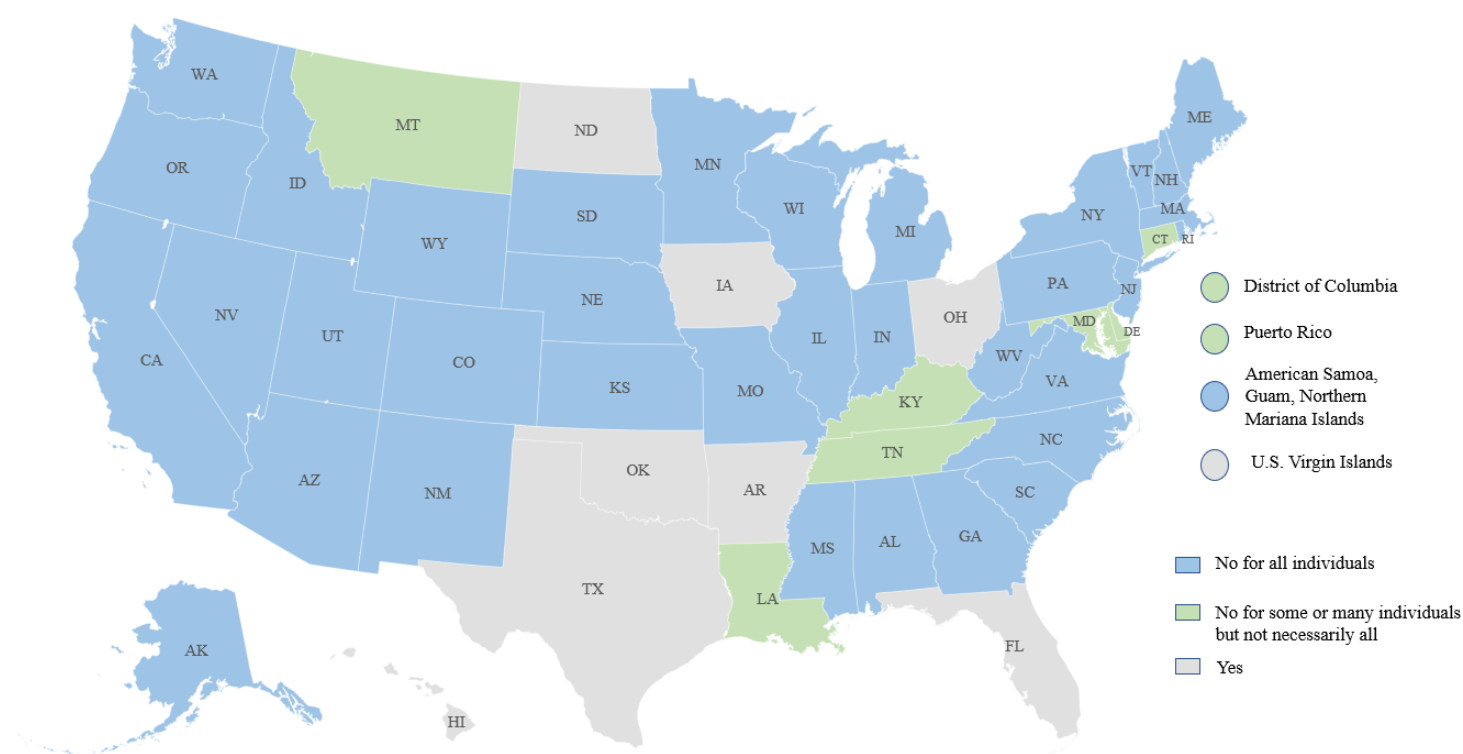 WA
MT
ND
ME
OR
ID
MN
VT
NH
SD
WI
NY
MA
WY
MI
CT
RI
IA
PA
NE
NJ
District of Columbia
NV
OH
MD
DE
Puerto Rico
UT
IL
IN
CA
CO
WV
VA
American Samoa,
Guam, Northern
Mariana Islands
KS
MO
KY
NC
TN
OK
U.S. Virgin Islands
AZ
NM
AR
SC
MS
AL
GA
No for all individuals
TX
LA
No for some or many individuals
but not necessarily all
AK
FL
Yes
HI